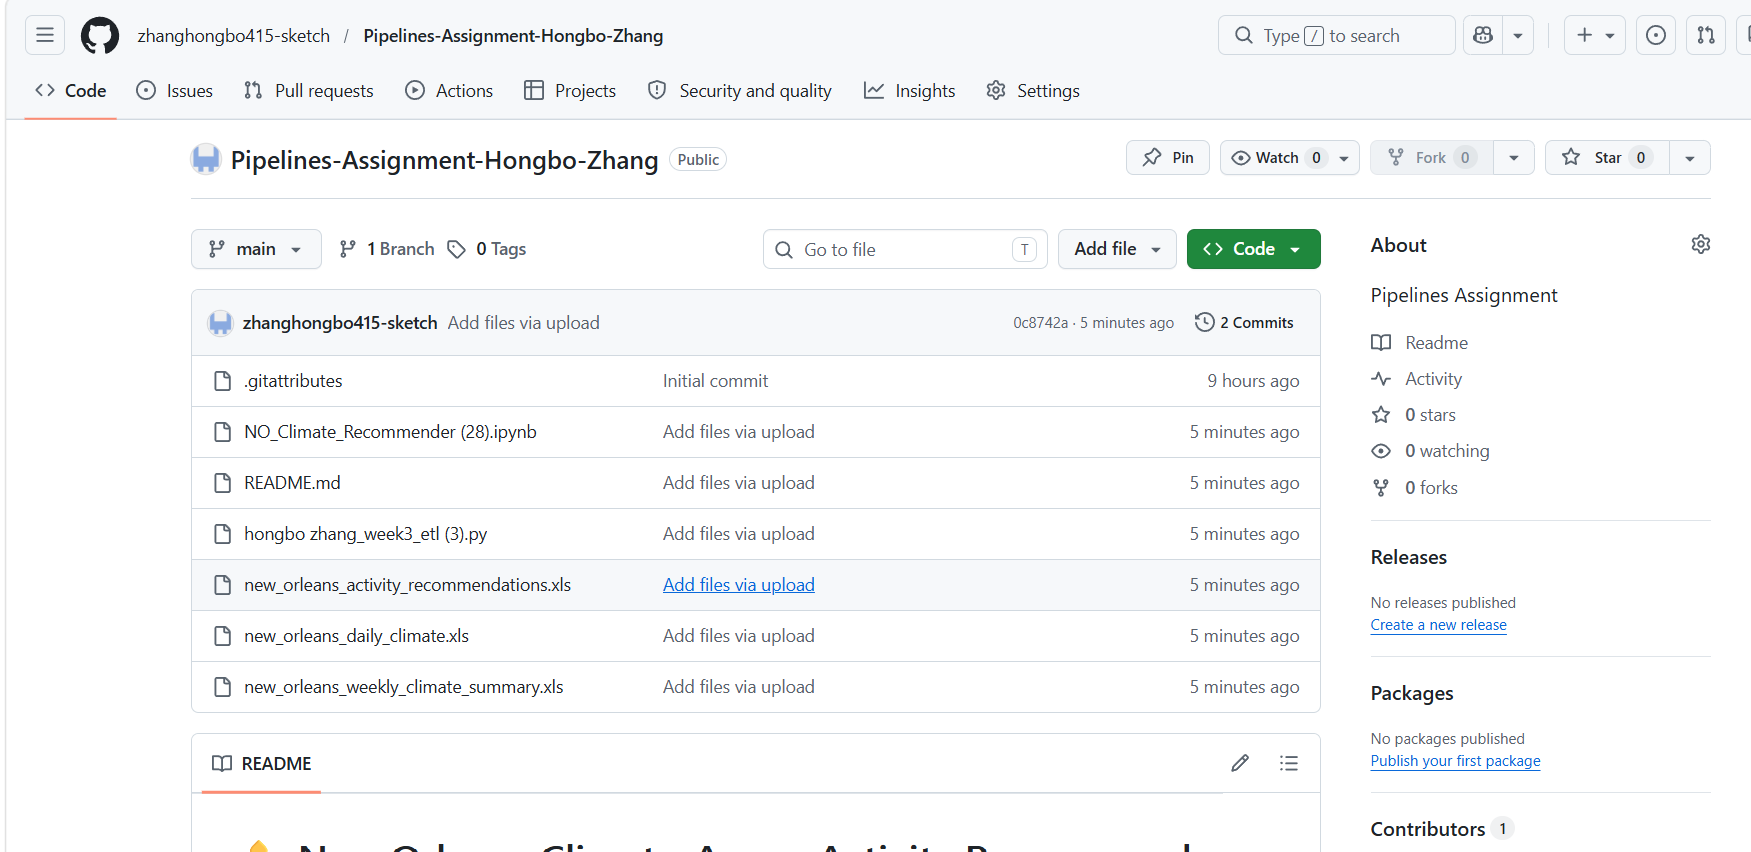 zhanghongbo415-sketch / Pipelines-Assignment-Hongbo-Zhang
Type / to search
Code Issues Pull requests Actions Projects Security and quality Insights Settings
Pipelines-Assignment-Hongbo-Zhang Public
Pin Watch 0 Fork 0 Star 0
main 1 Branch 0 Tags
Go to file T Add file Code
zhanghongbo415-sketch Add files via upload 0c8742a · 5 minutes ago 2 Commits
.gitattributes Initial commit 9 hours ago
NO_Climate_Recommender (28).ipynb Add files via upload 5 minutes ago
README.md Add files via upload 5 minutes ago
hongbo zhang_week3_etl (3).py Add files via upload 5 minutes ago
new_orleans_activity_recommendations.xls Add files via upload 5 minutes ago
new_orleans_daily_climate.xls Add files via upload 5 minutes ago
new_orleans_weekly_climate_summary.xls Add files via upload 5 minutes ago
README
About
Pipelines Assignment
Readme
Activity
0 stars
0 watching
0 forks
Releases
No releases published
Create a new release
Packages
No packages published
Publish your first package
Contributors 1